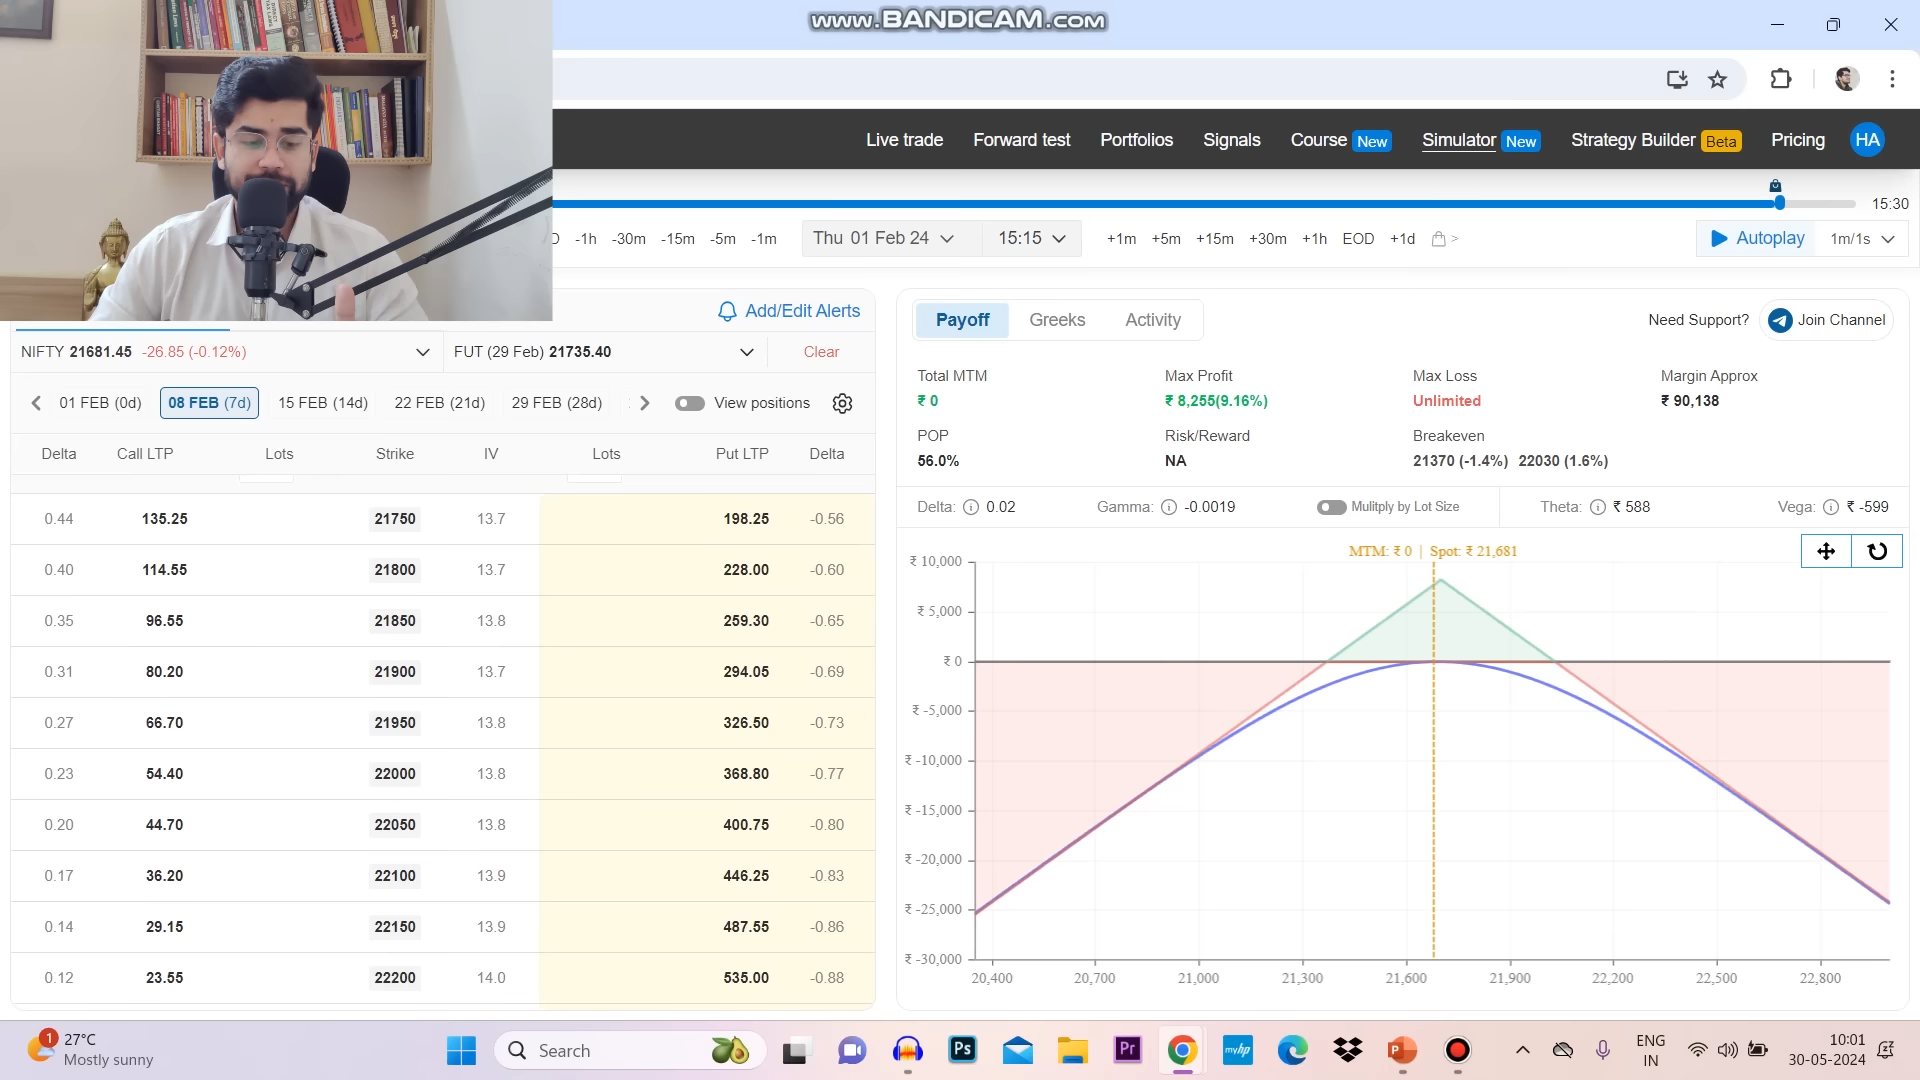 www.BANDICAM.com
Live trade Forward test Portfolios Signals Course New Simulator New Strategy Builder Beta Pricing HA
15:30
-1h -30m -15m -5m -1m Thu 01 Feb 24 15:15 +1m +5m +15m +30m +1h EOD +1d > Autoplay 1m/1s
Add/Edit Alerts
NIFTY 21681.45 -26.85 (-0.12%) FUT (29 Feb) 21735.40 Clear
01 FEB (0d) 08 FEB (7d) 15 FEB (14d) 22 FEB (21d) 29 FEB (28d) View positions
Delta Call LTP Lots Strike IV Lots Put LTP Delta
0.44 135.25 21750 13.7 198.25 -0.56
0.40 114.55 21800 13.7 228.00 -0.60
0.35 96.55 21850 13.8 259.30 -0.65
0.31 80.20 21900 13.7 294.05 -0.69
0.27 66.70 21950 13.8 326.50 -0.73
0.23 54.40 22000 13.8 368.80 -0.77
0.20 44.70 22050 13.8 400.75 -0.80
0.17 36.20 22100 13.9 446.25 -0.83
0.14 29.15 22150 13.9 487.55 -0.86
0.12 23.55 22200 14.0 535.00 -0.88
Payoff Greeks Activity Need Support? Join Channel
Total MTM Max Profit Max Loss Margin Approx
₹ 0 ₹ 8,255(9.16%) Unlimited ₹ 90,138
POP Risk/Reward Breakeven
56.0% NA 21370 (-1.4%) 22030 (1.6%)
Delta: 0.02 Gamma: -0.0019 Mulitply by Lot Size Theta: ₹ 588 Vega: ₹ -599
MTM: ₹ 0 | Spot: ₹ 21,681
₹ 10,000
₹ 5,000
₹ 0
₹ -5,000
₹ -10,000
₹ -15,000
₹ -20,000
₹ -25,000
₹ -30,000
20,400 20,700 21,000 21,300 21,600 21,900 22,200 22,500 22,800
1 27°C
Mostly sunny
Search
Ps
Pr
myhp
P
ENG
IN
10:01
30-05-2024